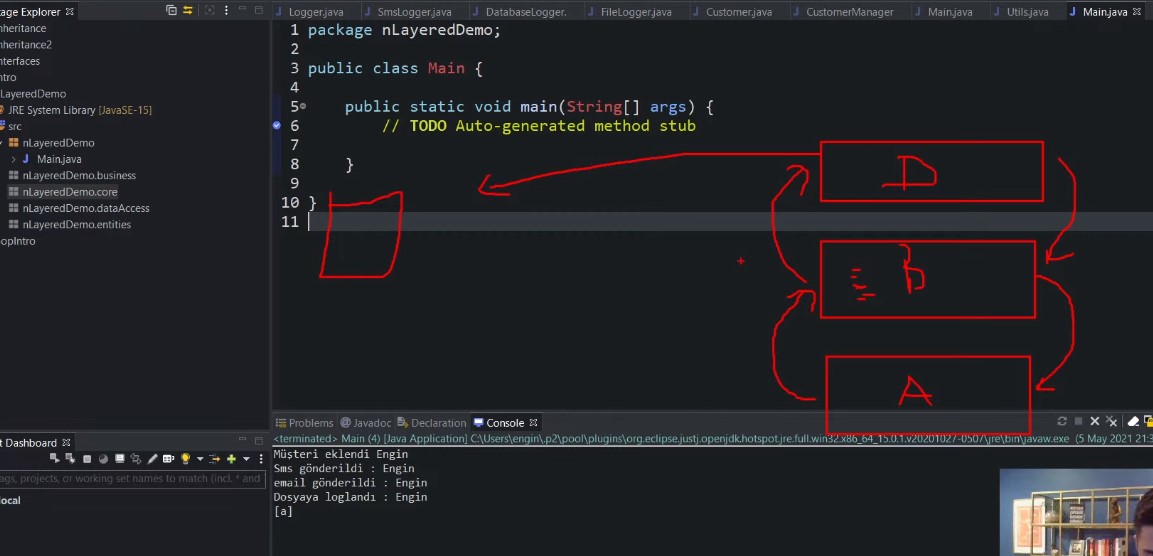 kage Explorer
Logger.java
SmsLogger.java
DatabaseLogger.
FileLogger.java
Customer.java
CustomerManager
Main.java
Utils.java
Main.java
nheritance
nheritance2
nterfaces
ntro
LayeredDemo
JRE System Library [JavaSE-15]
src
nLayeredDemo
Main.java
nLayeredDemo.business
nLayeredDemo.core
nLayeredDemo.dataAccess
nLayeredDemo.entities
opIntro
1 package nLayeredDemo;
2
3 public class Main {
4
5 public static void main(String[] args) {
6 // TODO Auto-generated method stub
7
8 }
9
10 }
11
D
B
A
Problems Javadoc Declaration Console
<terminated> Main (4) [Java Application] C:\Users\engin\.p2\pool\plugins\org.eclipse.justj.openjdk.hotspot.jre.full.win32.x86_64_15.0.1.v20201027-0507\jre\bin\javaw.exe (5 May 2021 21:3
Müşteri eklendi Engin
Sms gönderildi : Engin
email gönderildi : Engin
Dosyaya loglandı : Engin
[a]
t Dashboard
ags, projects, or working set names to match (incl. * and
local